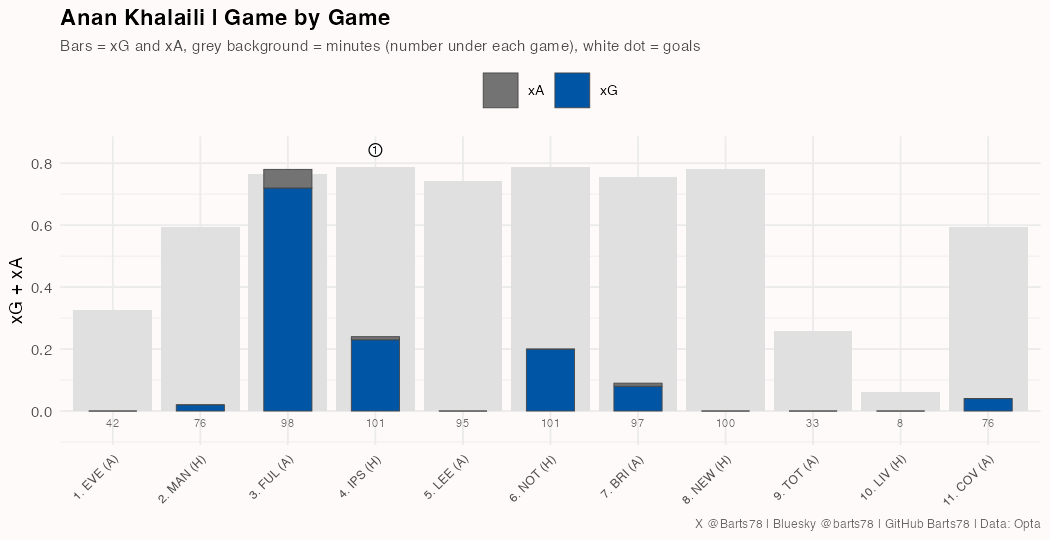 Anan Khalaili | Game by Game
Bars = xG and xA, grey background = minutes (number under each game), white dot = goals
xA xG
1
0.8
0.6
0.4
0.2
0.0
xG + xA
42 76 98 101 95 101 97 100 33 8 76
1. EVE (A) 2. MAN (H) 3. FUL (A) 4. IPS (H) 5. LEE (A) 6. NOT (H) 7. BRI (A) 8. NEW (H) 9. TOT (A) 10. LIV (H) 11. COV (A)
X @Barts78 | Bluesky @barts78 | GitHub Barts78 | Data: Opta